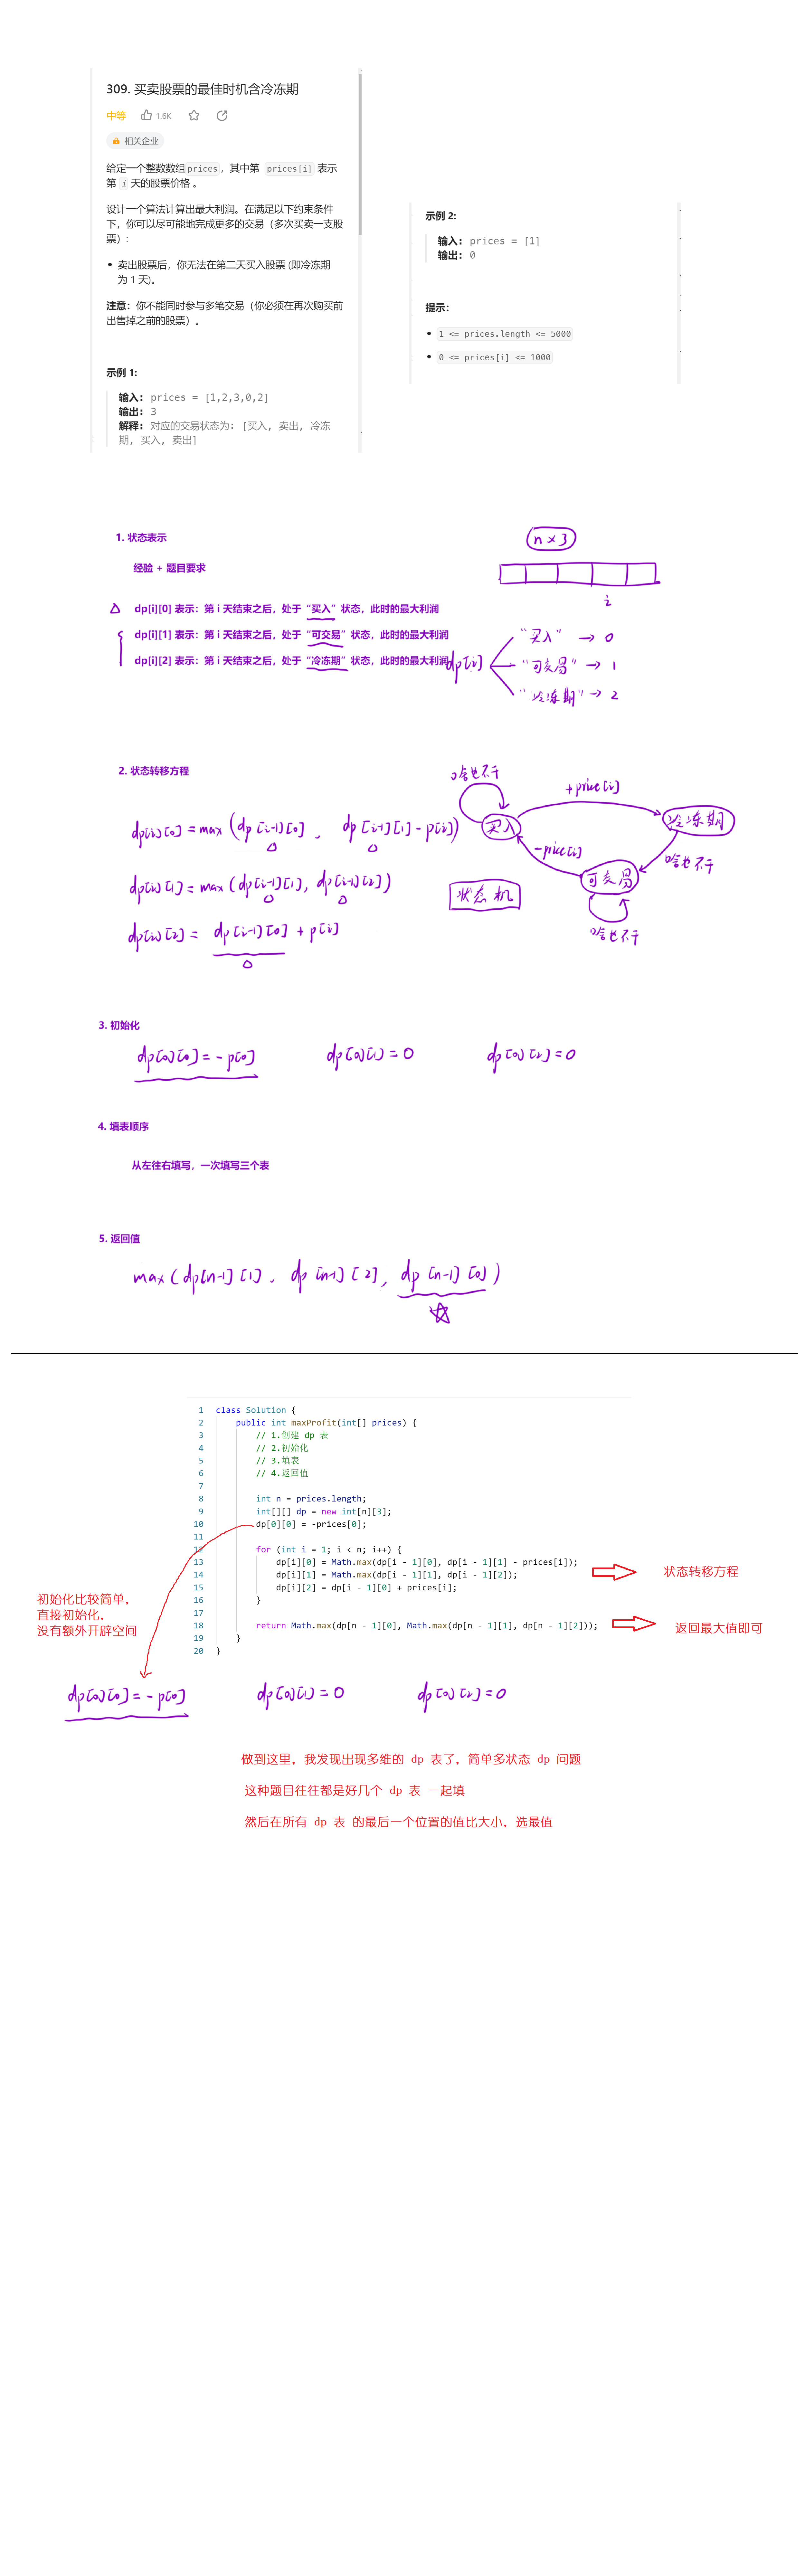 309. 买卖股票的最佳时机含冷冻期
中等 1.6K
相关企业
给定一个整数数组prices，其中第 prices[i] 表示
第 i 天的股票价格 。
设计一个算法计算出最大利润。在满足以下约束条件
下，你可以尽可能地完成更多的交易（多次买卖一支股
票）:
• 卖出股票后，你无法在第二天买入股票 (即冷冻期
为 1 天)。
注意：你不能同时参与多笔交易（你必须在再次购买前
出售掉之前的股票）。
示例 1:
输入: prices = [1,2,3,0,2]
输出: 3
解释: 对应的交易状态为: [买入, 卖出, 冷冻
期, 买入, 卖出]
示例 2:
输入: prices = [1]
输出: 0
提示：
• 1 <= prices.length <= 5000
• 0 <= prices[i] <= 1000
1. 状态表示
经验 + 题目要求
dp[i][0] 表示：第 i 天结束之后，处于 “买入” 状态，此时的最大利润
dp[i][1] 表示：第 i 天结束之后，处于 “可交易” 状态，此时的最大利润
dp[i][2] 表示：第 i 天结束之后，处于 “冷冻期” 状态，此时的最大利润
n×3
i
dp[i]
“买入” → 0
“可交易” → 1
“冷冻期” → 2
2. 状态转移方程
dp[i][0] = max(dp[i-1][0], dp[i-1][1]-p[i])
dp[i][1] = max(dp[i-1][1], dp[i-1][2])
dp[i][2] = dp[i-1][0] + p[i]
啥也不干
+price[i]
买入
冷冻期
-price[i]
啥也不干
可交易
状态机
啥也不干
3. 初始化
dp[0][0] = -p[0] dp[0][1] = 0 dp[0][2] = 0
4. 填表顺序
从左往右填写，一次填写三个表
5. 返回值
max(dp[n-1][1], dp[n-1][2], dp[n-1][0])
1 class Solution {
2 public int maxProfit(int[] prices) {
3 // 1.创建 dp 表
4 // 2.初始化
5 // 3.填表
6 // 4.返回值
7
8 int n = prices.length;
9 int[][] dp = new int[n][3];
10 dp[0][0] = -prices[0];
11
12 for (int i = 1; i < n; i++) {
13 dp[i][0] = Math.max(dp[i - 1][0], dp[i - 1][1] - prices[i]);
14 dp[i][1] = Math.max(dp[i - 1][1], dp[i - 1][2]);
15 dp[i][2] = dp[i - 1][0] + prices[i];
16 }
17
18 return Math.max(dp[n - 1][0], Math.max(dp[n - 1][1], dp[n - 1][2]));
19 }
20 }
状态转移方程
返回最大值即可
初始化比较简单，
直接初始化，
没有额外开辟空间
dp[0][0] = -p[0] dp[0][1] = 0 dp[0][2] = 0
做到这里，我发现出现多维的 dp 表了，简单多状态 dp 问题
这种题目往往都是好几个 dp 表 一起填
然后在所有 dp 表 的最后一个位置的值比大小，选最值